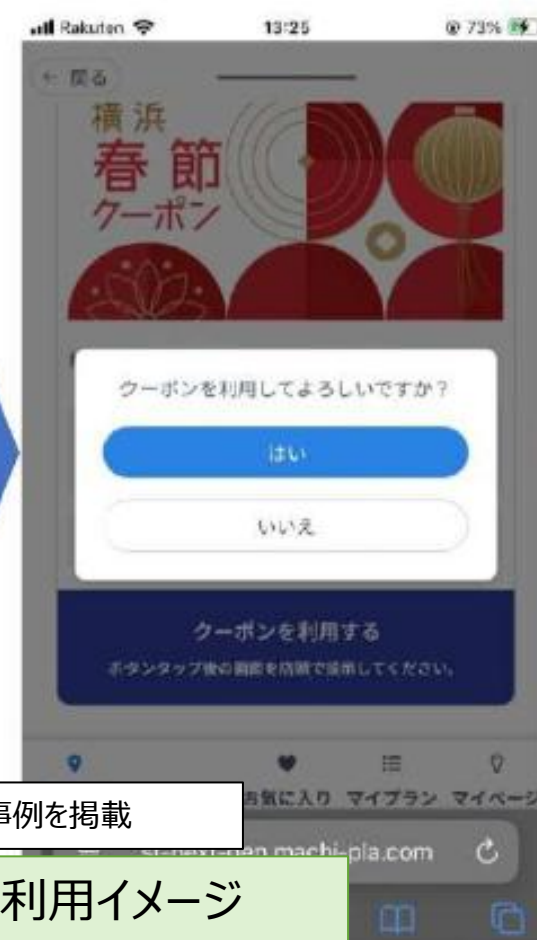 Rakuten
13:25
73%
← 戻る
横浜
春節
クーポン
クーポンを利用してよろしいですか？
はい
いいえ
クーポンを利用する
ボタンタップ後の画面を店頭で提示してください。
お気に入り
マイプラン
マイページ
事例を掲載
machi-pla.com
利用イメージ